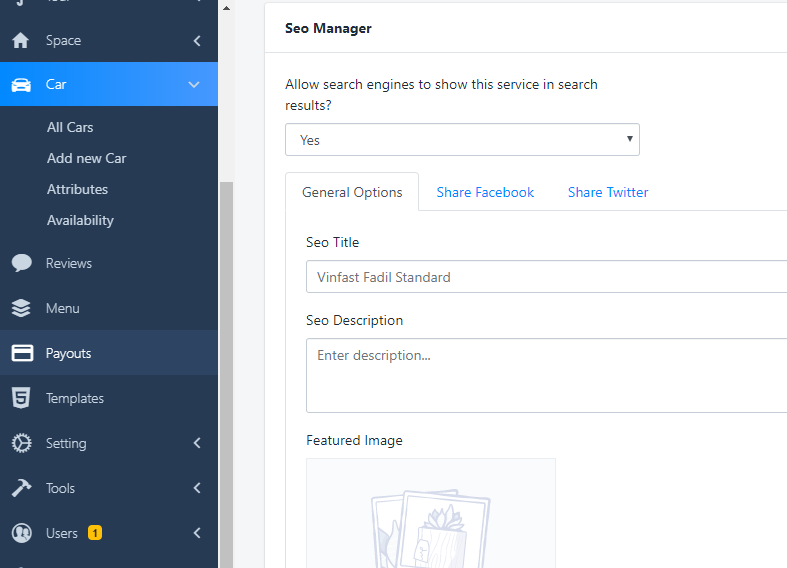 Seo Manager
Space
Allow search engines to show this service in search
results?
Car
Yes
All Cars
Add new Car
Attributes
Availability
General Options
Share Facebook
Share Twitter
Seo Title
Vinfast Fadil Standard
Reviews
Menu
Seo Description
Enter description...
Payouts
Templates
Featured Image
Setting
Tools
Users 1